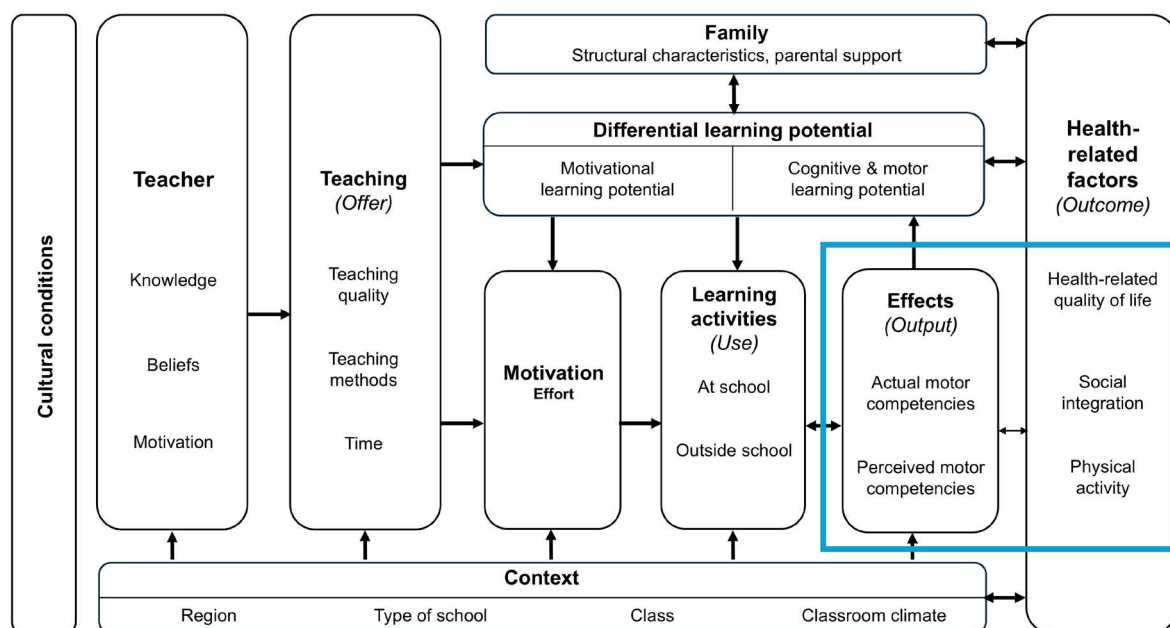 Cultural conditions
Teacher
Knowledge
Beliefs
Motivation
Teaching
(Offer)
Teaching
quality
Teaching
methods
Time
Family
Structural characteristics, parental support
Differential learning potential
Motivational
learning potential
Cognitive & motor
learning potential
Motivation
Effort
Learning
activities
(Use)
At school
Outside school
Effects
(Output)
Actual motor
competencies
Perceived motor
competencies
Health-
related
factors
(Outcome)
Health-related
quality of life
Social
integration
Physical
activity
Context
Region Type of school Class Classroom climate